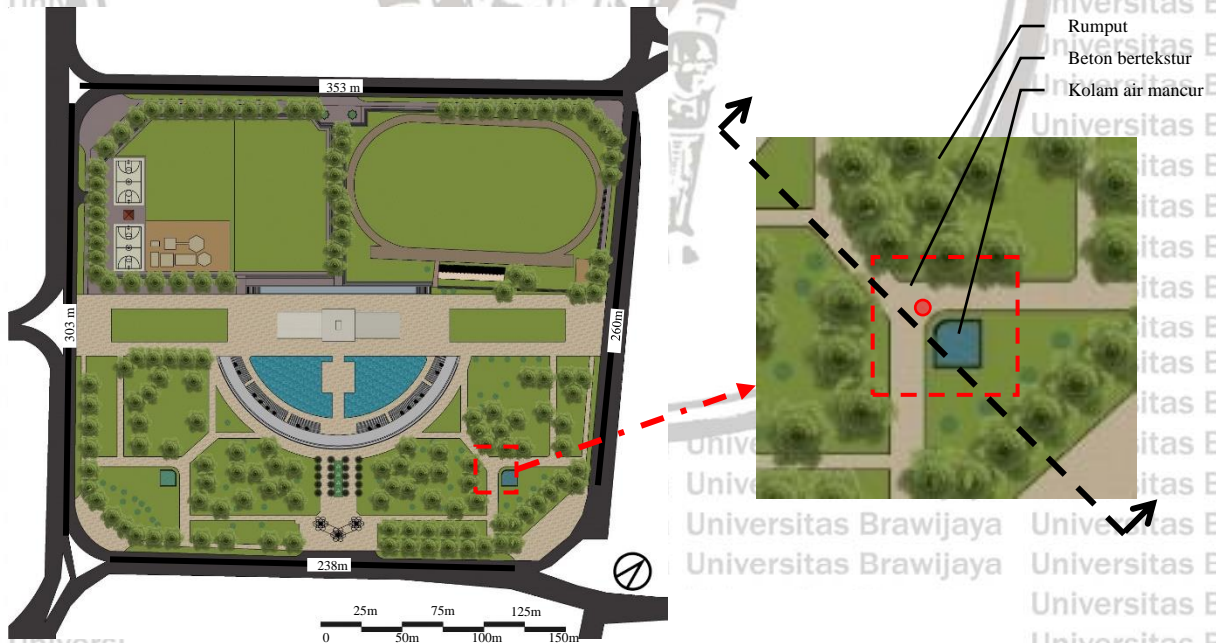 Rumput
Beton bertekstur
Kolam air mancur
353 m
303 m
260m
238m
25m 75m 125m
0 50m 100m 150m
Universitas Brawijaya
Universitas Brawijaya